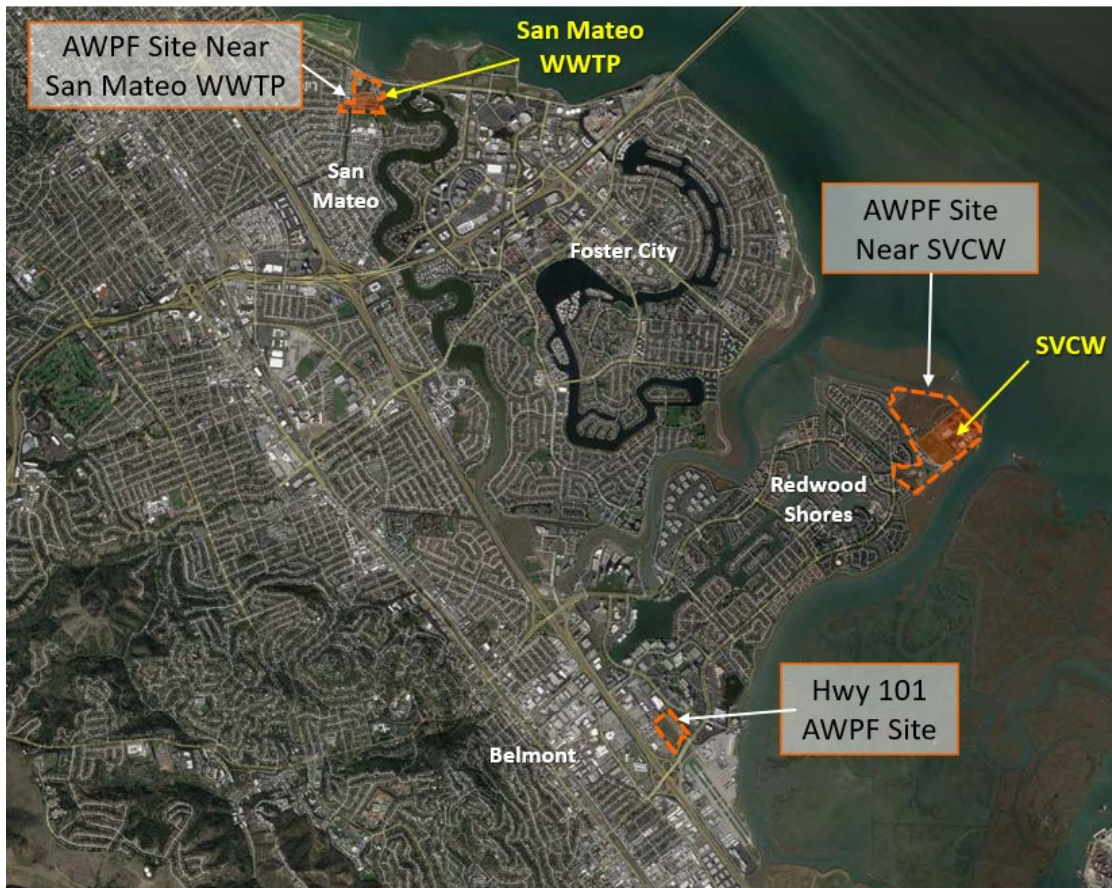 AWPF Site Near
San Mateo WWTP
San Mateo
WWTP
San
Mateo
Foster City
AWPF Site
Near SVCW
SVCW
Redwood
Shores
Hwy 101
AWPF Site
Belmont